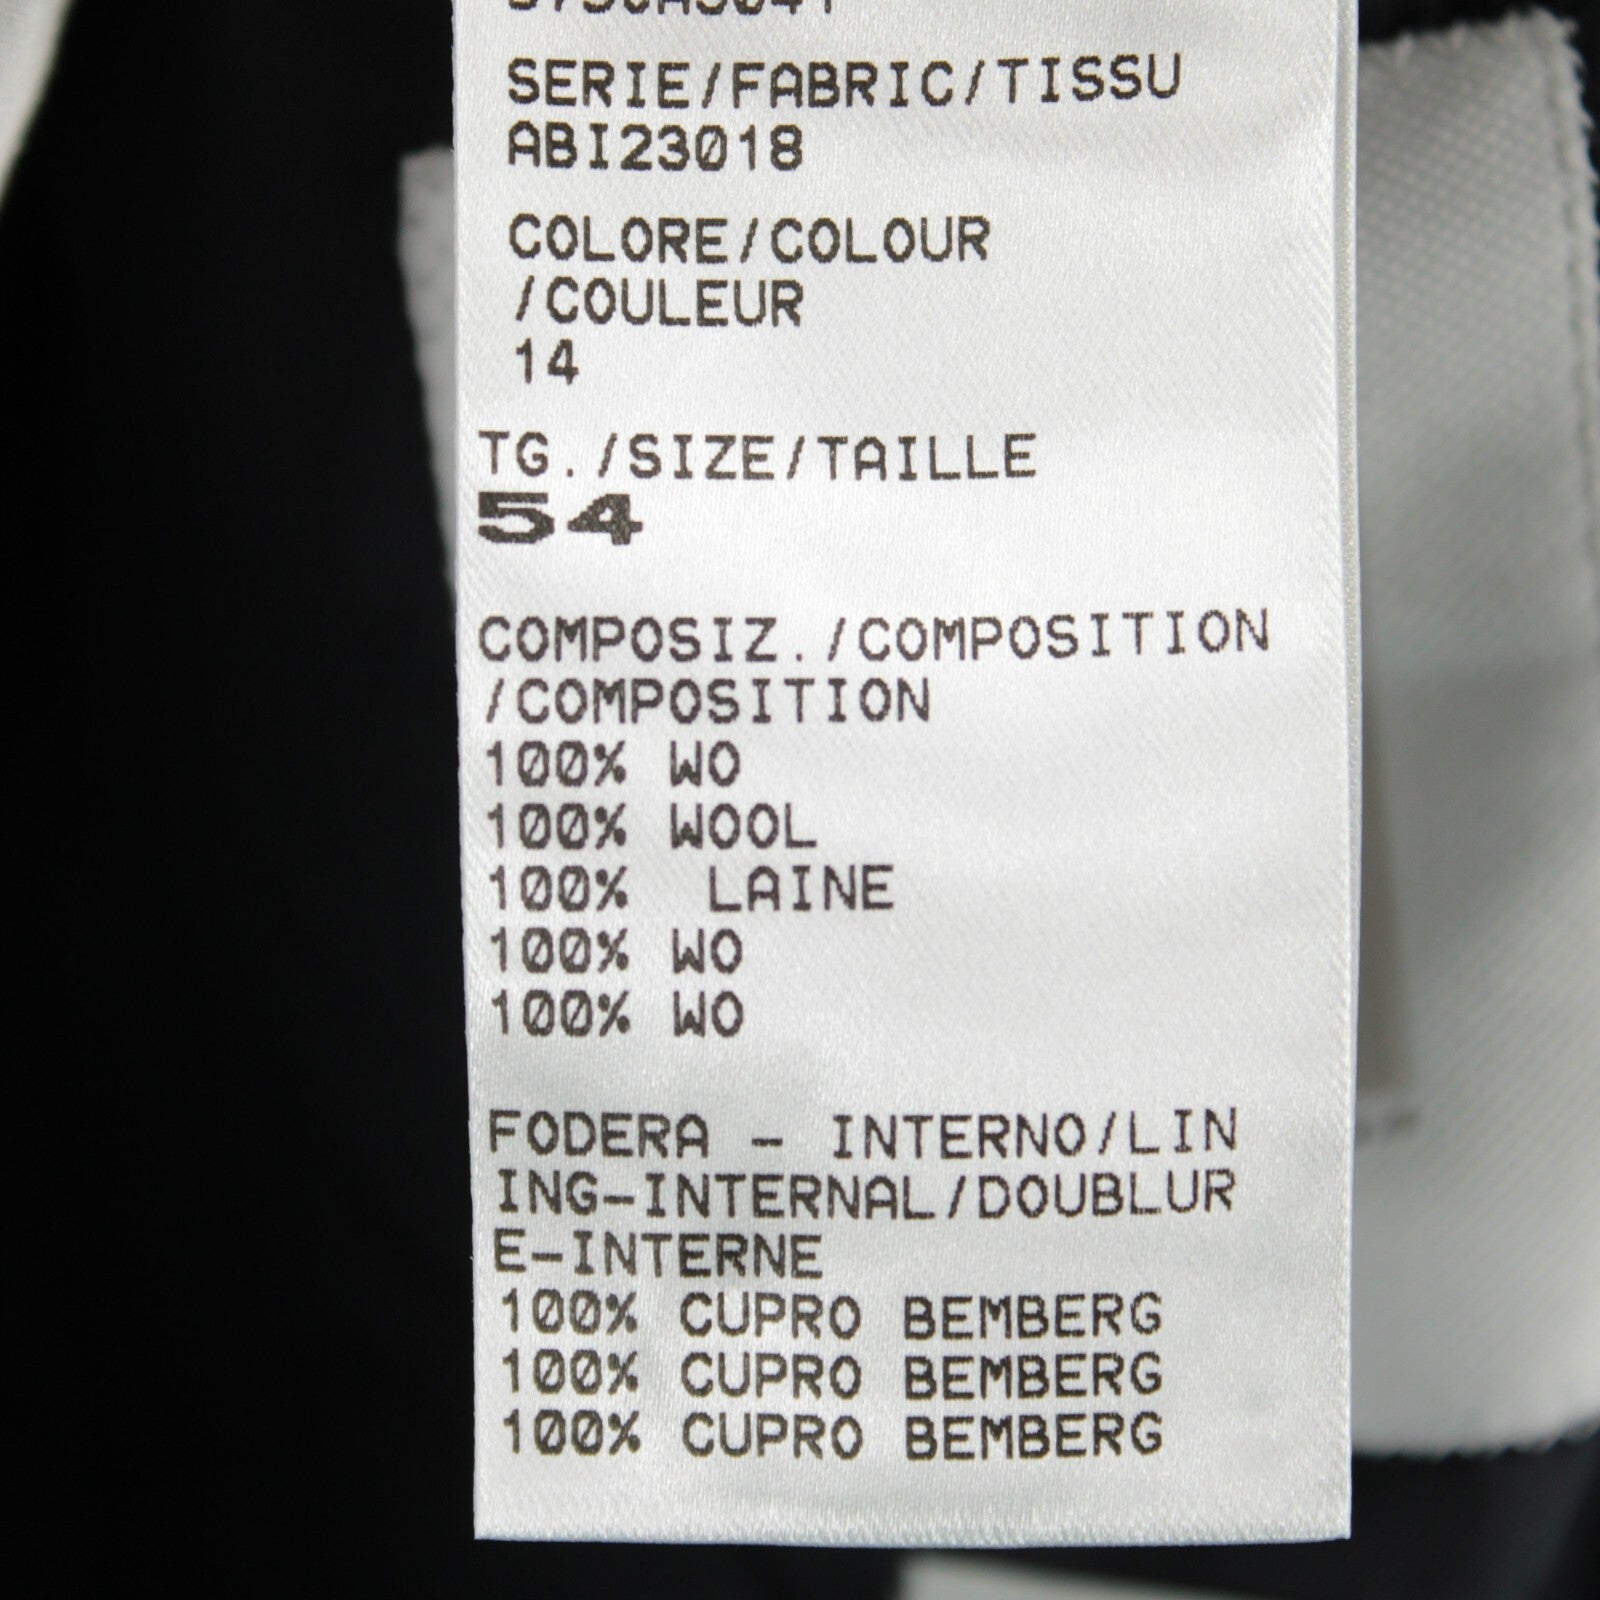 SERIE/FABRIC/TISSU
ABI23018
COLORE/COLOUR
/COULEUR
14
TG./SIZE/TAILLE
54
COMPOSIZ./COMPOSITION
/COMPOSITION
100% WO
100% WOOL
100% LAINE
100% WO
100% WO
FODERA - INTERNO/LIN
ING-INTERNAL/DOUBLUR
E-INTERNE
100% CUPRO BEMBERG
100% CUPRO BEMBERG
100% CUPRO BEMBERG